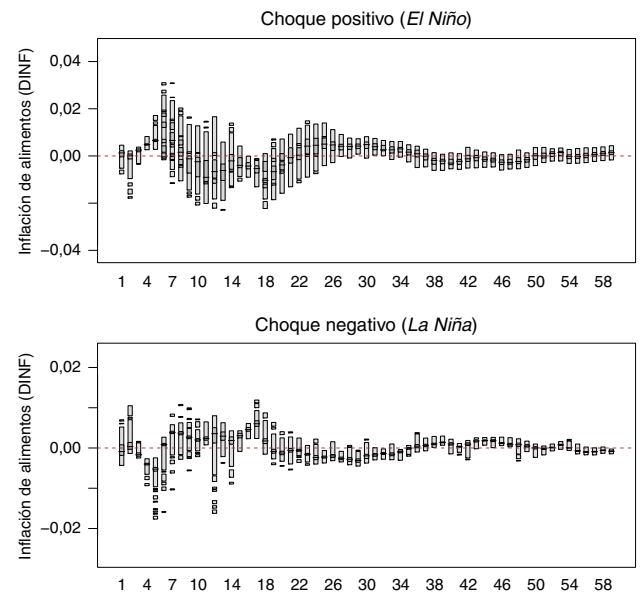 Choque positivo (El Niño)
Inflación de alimentos (DINF)
0,04
0,02
0,00
−0,04
1 4 7 10 14 18 22 26 30 34 38 42 46 50 54 58
Choque negativo (La Niña)
Inflación de alimentos (DINF)
0,02
0,00
−0,02
1 4 7 10 14 18 22 26 30 34 38 42 46 50 54 58